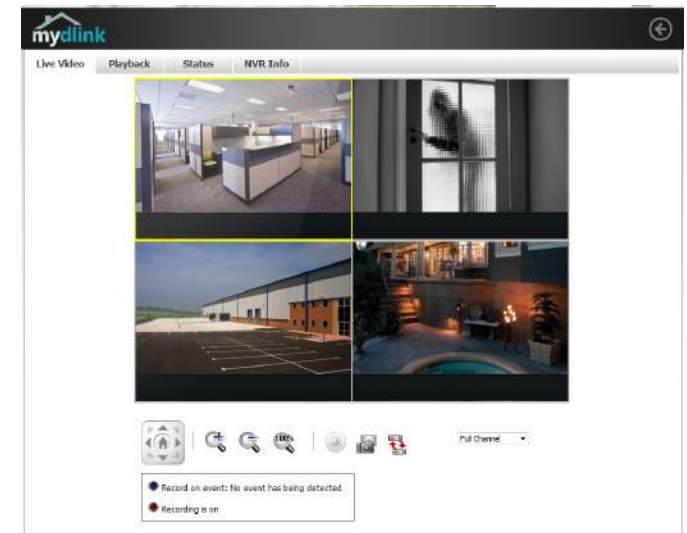 mydlink
Live Video Playback Status NVR Info
100%
Full Channel
Record on event: No event has being detected
Recording is on